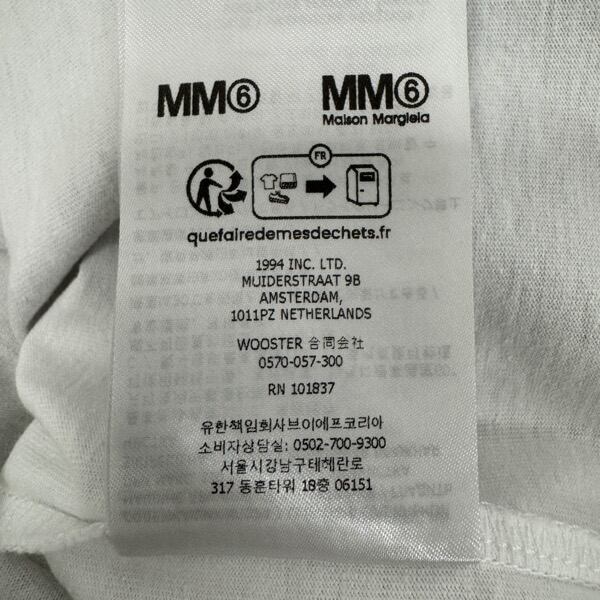 MM⑥ MM⑥
Maison Margiela
FR
quefairedemesdechets.fr
1994 INC. LTD.
MUIDERSTRAAT 9B
AMSTERDAM,
1011PZ NETHERLANDS
WOOSTER 合同会社
0570-057-300
RN 101837
유한책임회사브이에프코리아
소비자상담실: 0502-700-9300
서울시강남구테헤란로
317 동훈타워 18층 06151